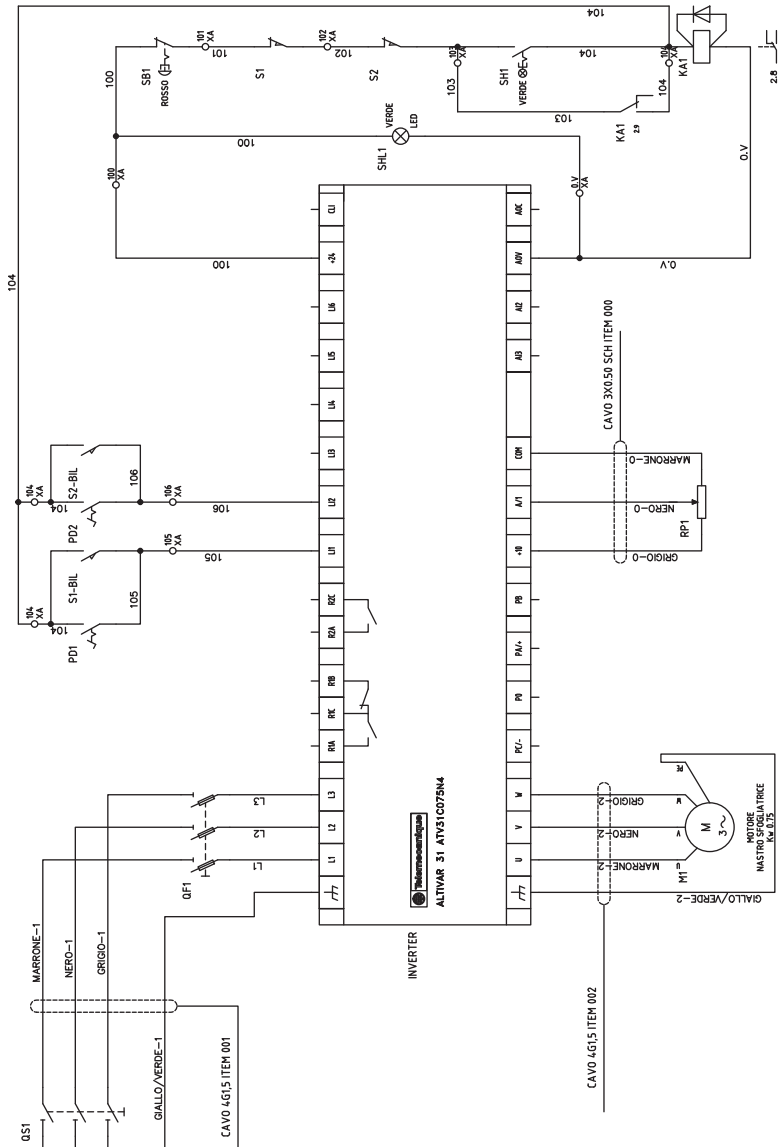 QS1
MARRONE-1
NERO-1
GRIGIO-1
GIALLO/VERDE-1
CAVO 4G1,5 ITEM 001
QF1
L1
L2
L3
104
104
XA
104
PD1
S1-BIL
105
105
XA
105
104
XA
104
PD2
S2-BIL
106
106
XA
106
100
100
XA
100
100
SB1
ROSSO
101
XA
101
S1
102
XA
102
S2
103
XA
103
SH1
VERDE
104
104
104
XA
104
KA1
103
KA1
2.9
2.8
SHL1
VERDE
LED
0.V
XA
0.V
0.V
INVERTER
L1
L2
L3
R1A
R1C
R1B
R2A
R2C
LI1
LI2
LI3
LI4
LI5
LI6
+24
CLI
Telemecanique
ALTIVAR 31 ATV31C075N4
U
V
W
PC/-
P0
PA/+
PB
+10
A/1
COM
AI3
AI2
AOV
AOC
MARRONE-2
NERO-2
GRIGIO-2
GIALLO/VERDE-2
CAVO 4G1,5 ITEM 002
U
V
W
PE
M1
M
3~
MOTORE
NASTRO SFOGLIATRICE
Kw 0.75
GRIGIO-0
NERO-0
MARRONE-0
RP1
CAVO 3X0.50 SCH ITEM 000